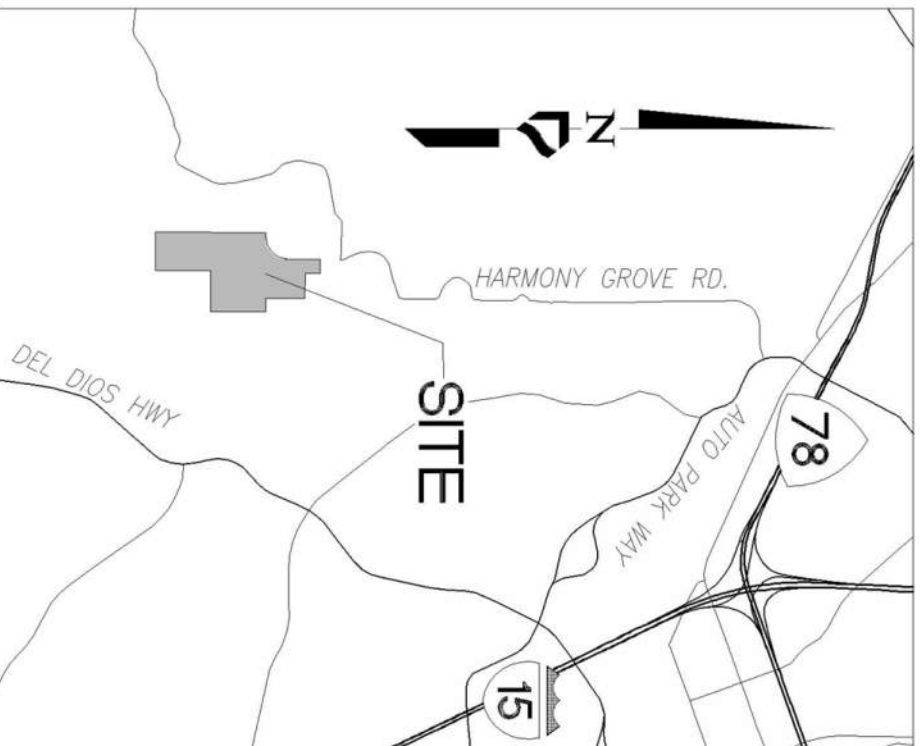 N
HARMONY GROVE RD.
DEL DIOS HWY
SITE
AUTO PARK WAY
78
15